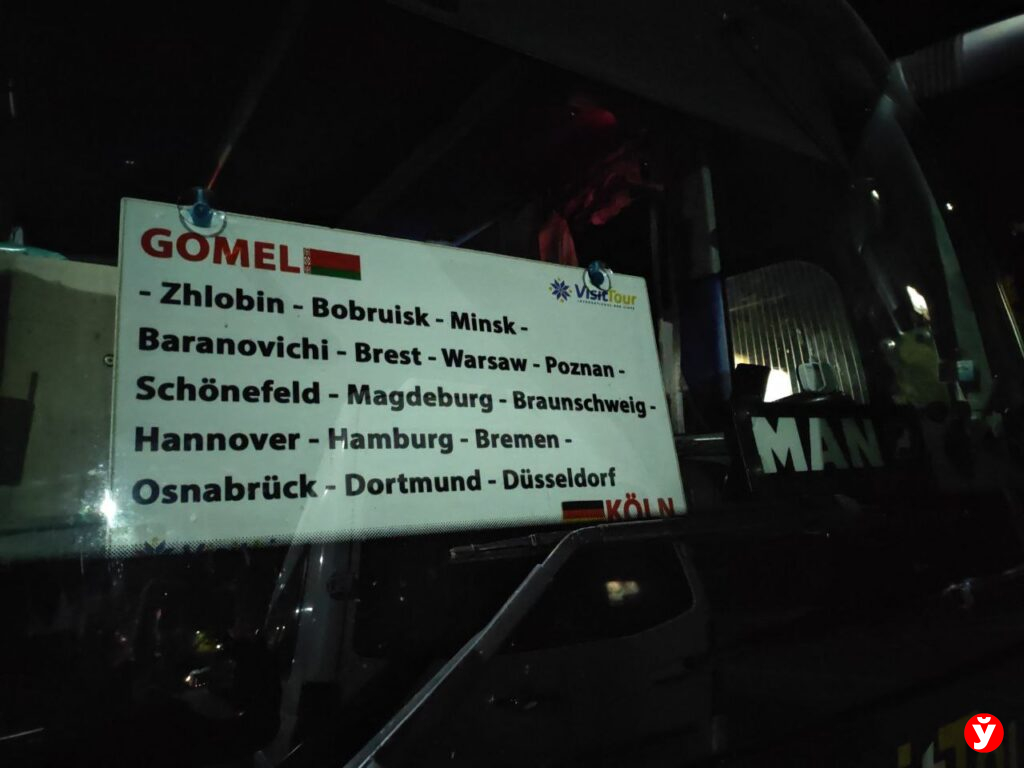 GOMEL
VisitTour
- Zhlobin - Bobruisk - Minsk -
Baranovichi - Brest - Warsaw - Poznan -
Schönefeld - Magdeburg - Braunschweig -
Hannover - Hamburg - Bremen -
Osnabrück - Dortmund - Düsseldorf
KÖLN
MAN
ў